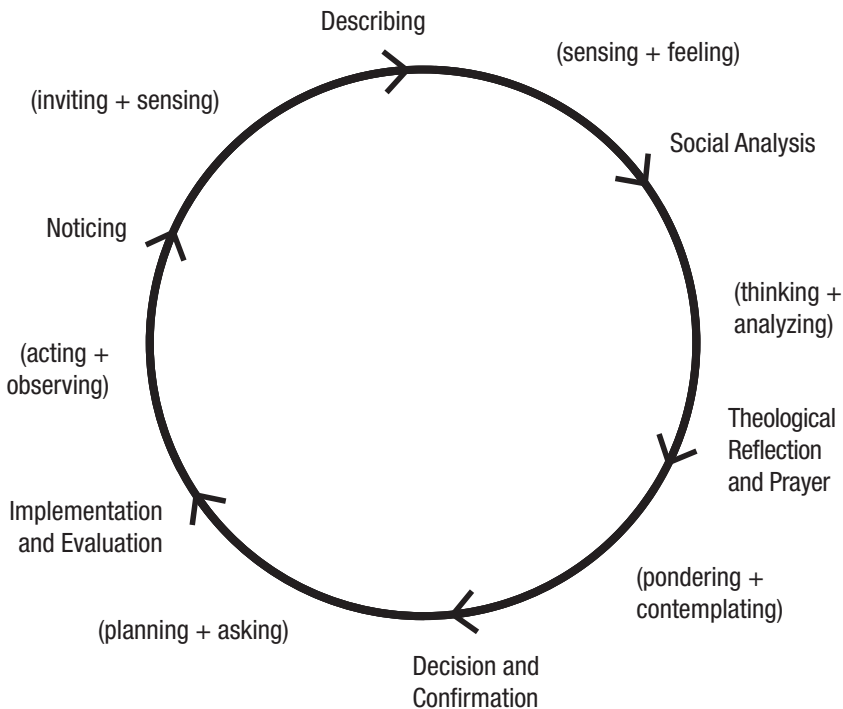 Describing
(sensing + feeling)
Social Analysis
(thinking +
analyzing)
Theological
Reflection
and Prayer
(pondering +
contemplating)
Decision and
Confirmation
(planning + asking)
Implementation
and Evaluation
(acting +
observing)
Noticing
(inviting + sensing)